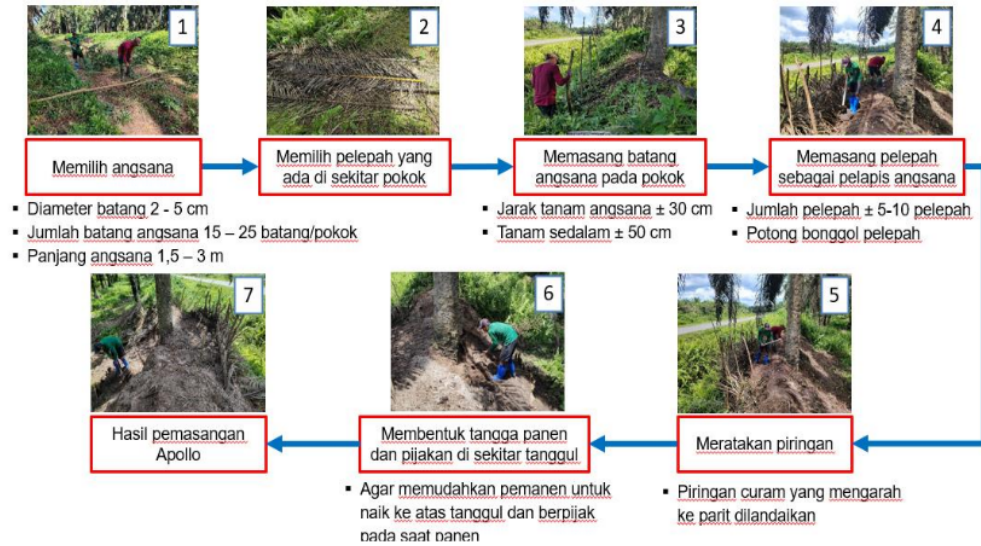 1
Memilih angsana
▪ Diameter batang 2 - 5 cm
▪ Jumlah batang angsana 15 – 25 batang/pokok
▪ Panjang angsana 1,5 – 3 m
2
Memilih pelepah yang
ada di sekitar pokok
3
Memasang batang
angsana pada pokok
▪ Jarak tanam angsana ± 30 cm
▪ Tanam sedalam ± 50 cm
4
Memasang pelepah
sebagai pelapis angsana
▪ Jumlah pelepah ± 5-10 pelepah
▪ Potong bonggol pelepah
5
Meratakan piringan
▪ Piringan curam yang mengarah
ke parit dilandaikan
6
Membentuk tangga panen
dan pijakan di sekitar tanggul
▪ Agar memudahkan pemanen untuk
naik ke atas tanggul dan berpijak
pada saat panen
7
Hasil pemasangan
Apollo